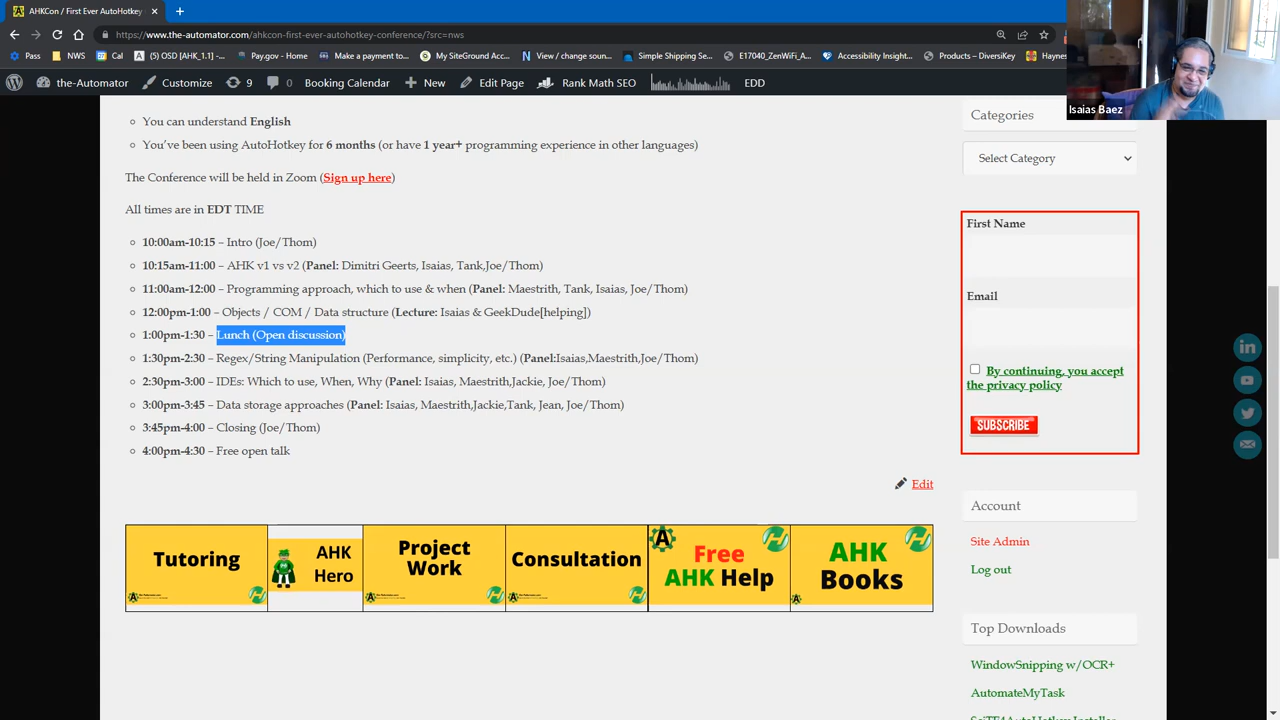 AHKCon / First Ever AutoHotkey
https://www.the-automator.com/ahkcon-first-ever-autohotkey-conference/?src=nws
Pass NWS Cal (5) OSD [AHK_1.1] -... Pay.gov - Home Make a payment to... My SiteGround Acc... View / change soun... Simple Shipping Se... E17040_ZenWiFi_A... Accessibility Insight... Products – DiversiKey Haynes
the-Automator Customize 9 0 New Edit Page Rank Math SEO Booking Calendar EDD
Isaias Baez
You can understand English
You've been using AutoHotkey for 6 months (or have 1 year+ programming experience in other languages)
The Conference will be held in Zoom (Sign up here)
All times are in EDT TIME
10:00am-10:15 – Intro (Joe/Thom)
10:15am-11:00 – AHK v1 vs v2 (Panel: Dimitri Geerts, Isaias, Tank,Joe/Thom)
11:00am-12:00 – Programming approach, which to use & when (Panel: Maestrith, Tank, Isaias, Joe/Thom)
12:00pm-1:00 – Objects / COM / Data structure (Lecture: Isaias & GeekDude[helping])
1:00pm-1:30 – Lunch (Open discussion)
1:30pm-2:30 – Regex/String Manipulation (Performance, simplicity, etc.) (Panel:Isaias,Maestrith,Joe/Thom)
2:30pm-3:00 – IDEs: Which to use, When, Why (Panel: Isaias, Maestrith,Jackie, Joe/Thom)
3:00pm-3:45 – Data storage approaches (Panel: Isaias, Maestrith,Jackie,Tank, Jean, Joe/Thom)
3:45pm-4:00 – Closing (Joe/Thom)
4:00pm-4:30 – Free open talk
Edit
Tutoring
AHK
Hero
Project
Work
Consultation
Free
AHK Help
AHK
Books
Categories
Select Category
First Name
Email
By continuing, you accept
the privacy policy
SUBSCRIBE
Account
Site Admin
Log out
Top Downloads
WindowSnipping w/OCR+
AutomateMyTask
SciTE4AutoHotkey Installer